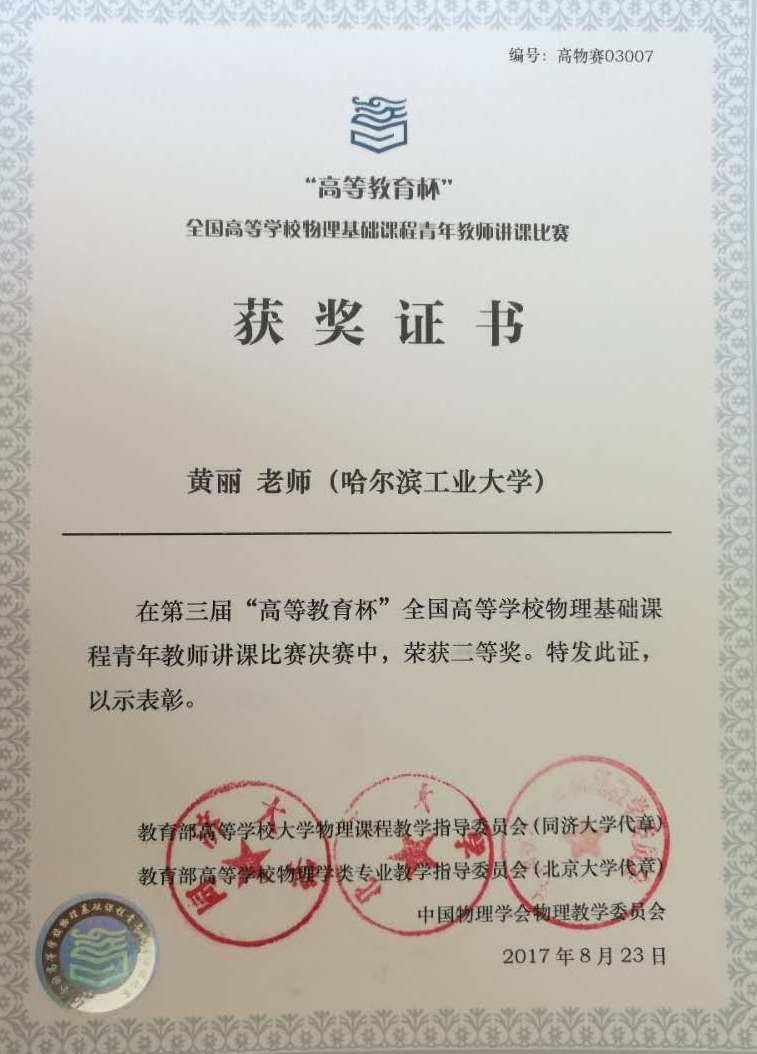 编号：高物赛03007
“高等教育杯”
全国高等学校物理基础课程青年教师讲课比赛
获奖证书
黄丽 老师（哈尔滨工业大学）
在第三届“高等教育杯”全国高等学校物理基础课
程青年教师讲课比赛决赛中，荣获三等奖。特发此证，
以示表彰。
教育部高等学校大学物理课程教学指导委员会(同济大学代章)
教育部高等学校物理学类专业教学指导委员会(北京大学代章)
中国物理学会物理教学委员会
2017年8月23日
同济大学